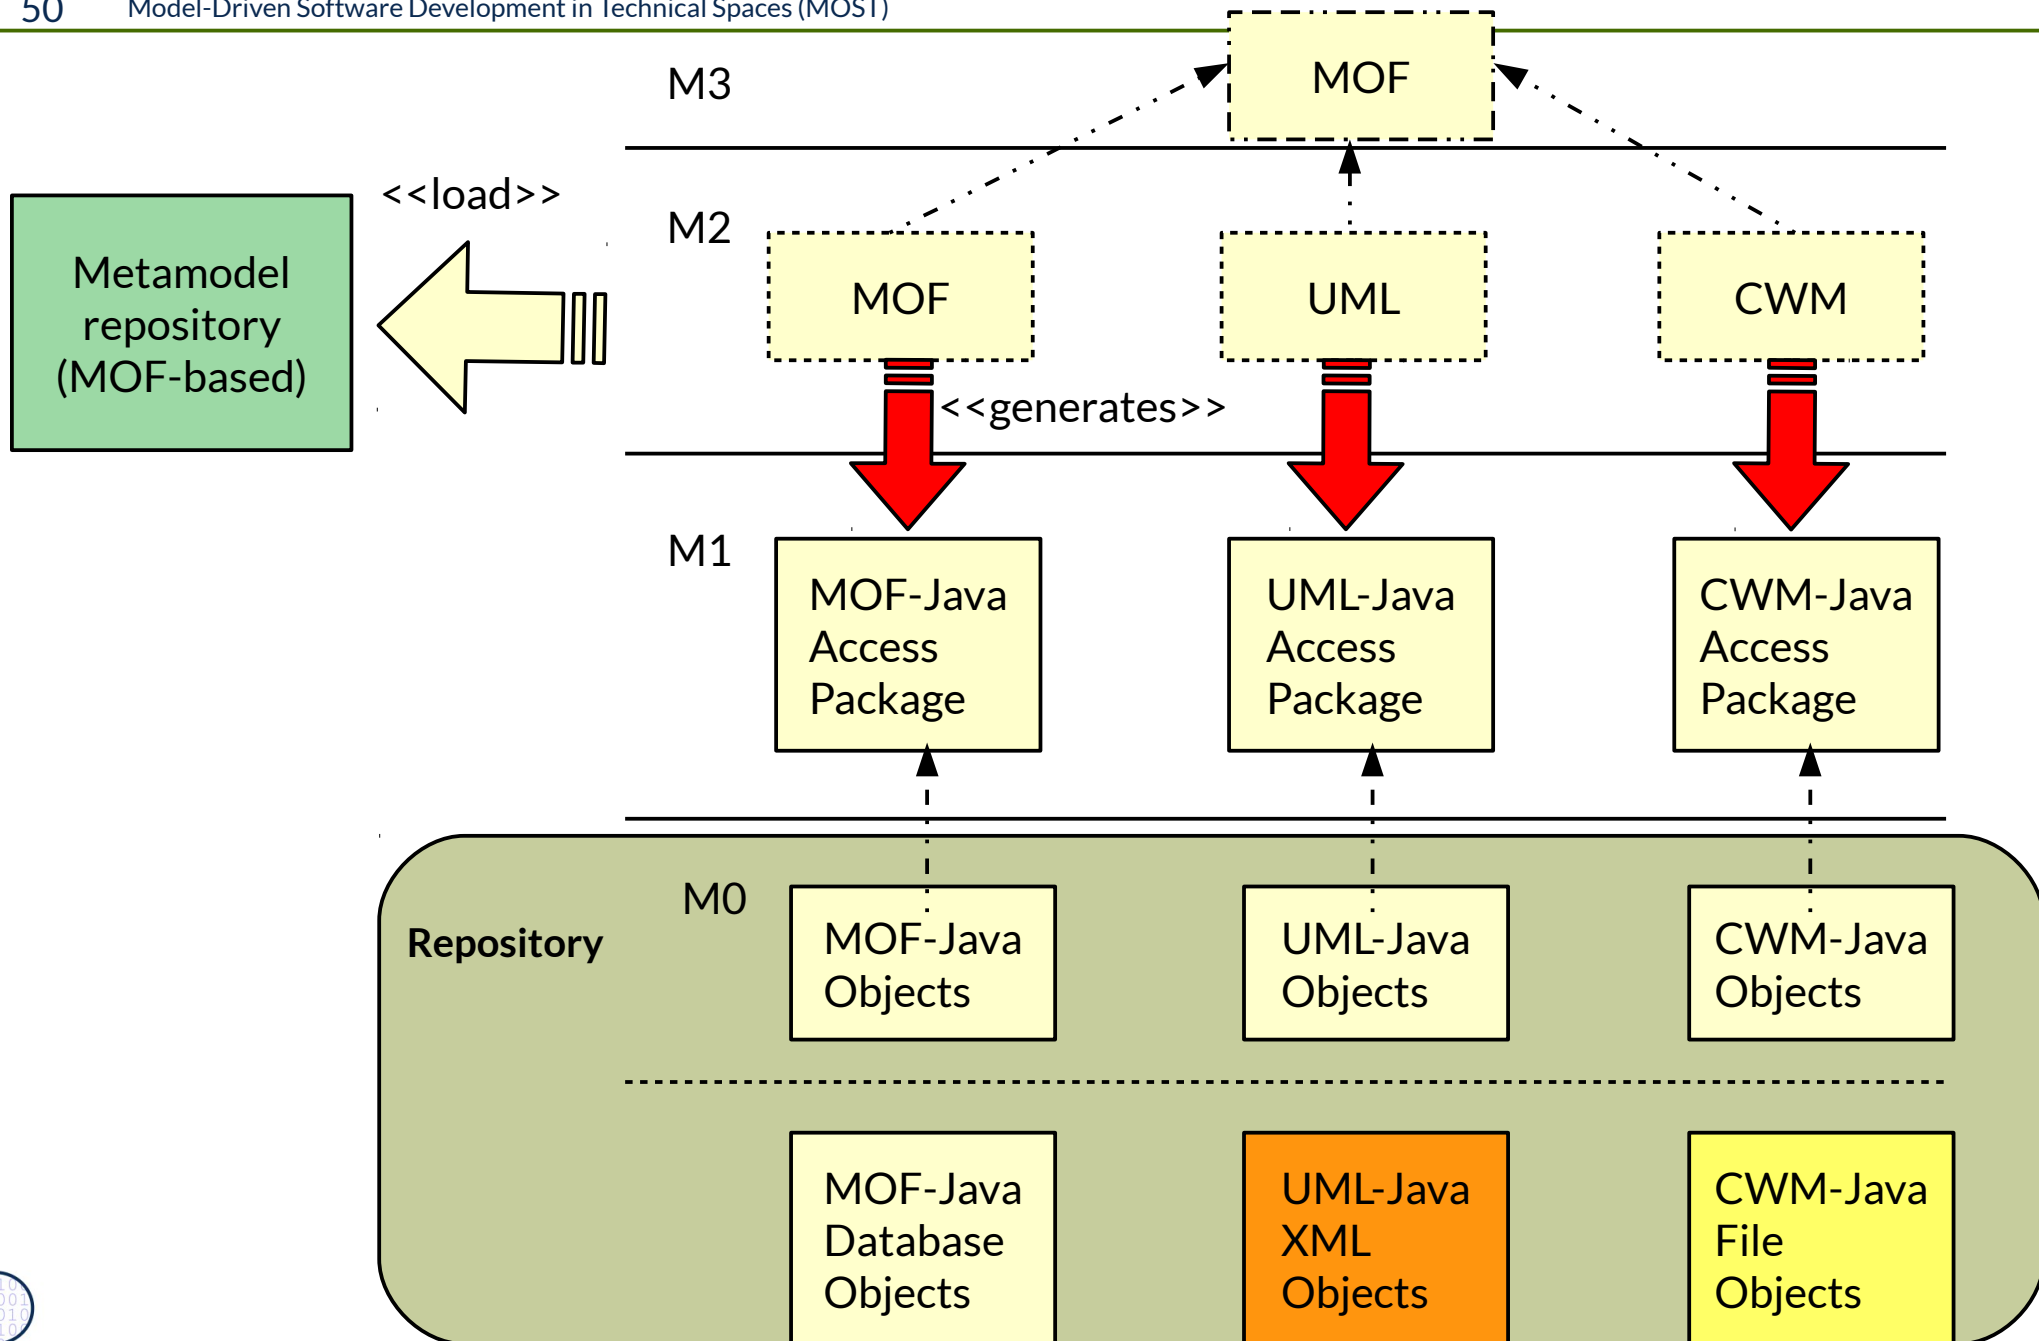 50 Model-Driven Software Development in Technical Spaces (MOST)
M3
MOF
<<load>>
M2
Metamodel
repository
(MOF-based)
MOF
UML
CWM
<<generates>>
M1
MOF-Java
Access
Package
UML-Java
Access
Package
CWM-Java
Access
Package
M0
Repository
MOF-Java
Objects
UML-Java
Objects
CWM-Java
Objects
MOF-Java
Database
Objects
UML-Java
XML
Objects
CWM-Java
File
Objects